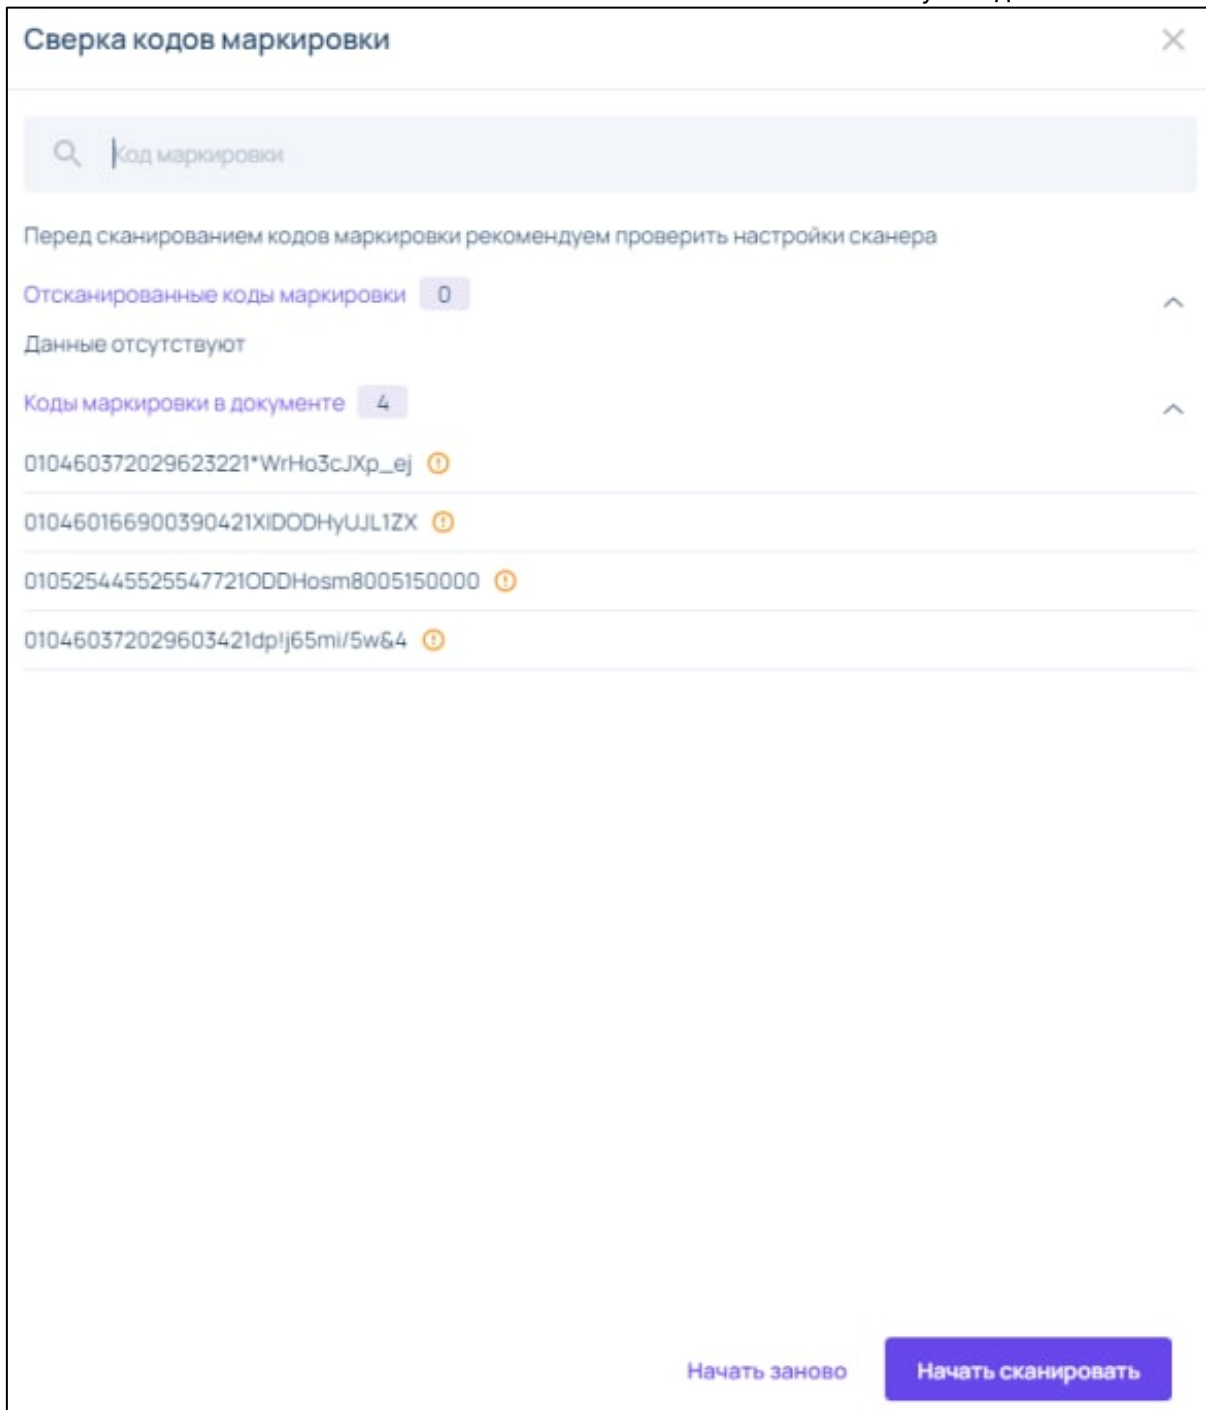 Сверка кодов маркировки
Код маркировки
Перед сканированием кодов маркировки рекомендуем проверить настройки сканера
Отсканированные коды маркировки 0
Данные отсутствуют
Коды маркировки в документе 4
010460372029623221*WrHo3cJXp_ej
010460166900390421XIDODHyUJL1ZX
010525445525547721ODDHosm8005150000
010460372029603421dp!j65mi/5w&4
Начать заново
Начать сканировать